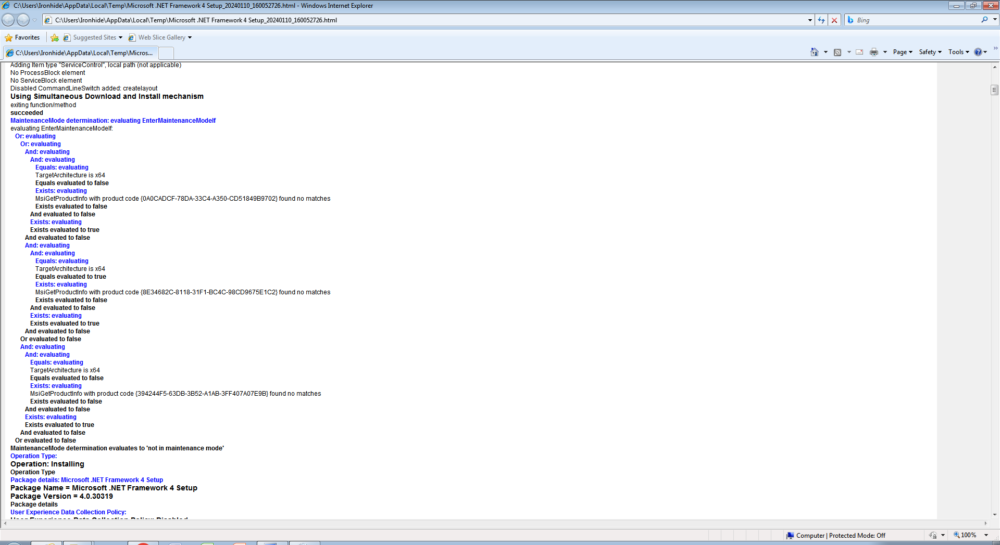 C:\Users\Ironhide\AppData\Local\Temp\Microsoft .NET Framework 4 Setup_20240110_160052726.html - Windows Internet Explorer
C:\Users\Ironhide\AppData\Local\Temp\Microsoft .NET Framework 4 Setup_20240110_160052726.html
Bing
Favorites
Suggested Sites
Web Slice Gallery
C:\Users\Ironhide\AppData\Local\Temp\Micros...
Page
Safety
Tools
Adding Item type "ServiceControl", local path (not applicable)
No ProcessBlock element
No ServiceBlock element
Disabled CommandLineSwitch added: createlayout
Using Simultaneous Download and Install mechanism
exiting function/method
succeeded
MaintenanceMode determination: evaluating EnterMaintenanceModeIf
evaluating EnterMaintenanceModeIf:
Or: evaluating
Or: evaluating
And: evaluating
And: evaluating
Equals: evaluating
TargetArchitecture is x64
Equals evaluated to false
Exists: evaluating
MsiGetProductInfo with product code {0A0CADCF-78DA-33C4-A350-CD51849B9702} found no matches
Exists evaluated to false
And evaluated to false
Exists: evaluating
Exists evaluated to true
And evaluated to false
And: evaluating
And: evaluating
Equals: evaluating
TargetArchitecture is x64
Equals evaluated to true
Exists: evaluating
MsiGetProductInfo with product code {8E34682C-8118-31F1-BC4C-98CD9675E1C2} found no matches
Exists evaluated to false
And evaluated to false
Exists: evaluating
Exists evaluated to true
And evaluated to false
Or evaluated to false
And: evaluating
And: evaluating
Equals: evaluating
TargetArchitecture is x64
Equals evaluated to false
Exists: evaluating
MsiGetProductInfo with product code {394244F5-63DB-3B52-A1AB-3FF407A07E9B} found no matches
Exists evaluated to false
And evaluated to false
Exists: evaluating
Exists evaluated to true
And evaluated to false
Or evaluated to false
MaintenanceMode determination evaluates to 'not in maintenance mode'
Operation Type:
Operation: Installing
Operation Type
Package details: Microsoft .NET Framework 4 Setup
Package Name = Microsoft .NET Framework 4 Setup
Package Version = 4.0.30319
Package details
User Experience Data Collection Policy:
User Experience Data Collection Policy: Disabled
Computer | Protected Mode: Off
100%